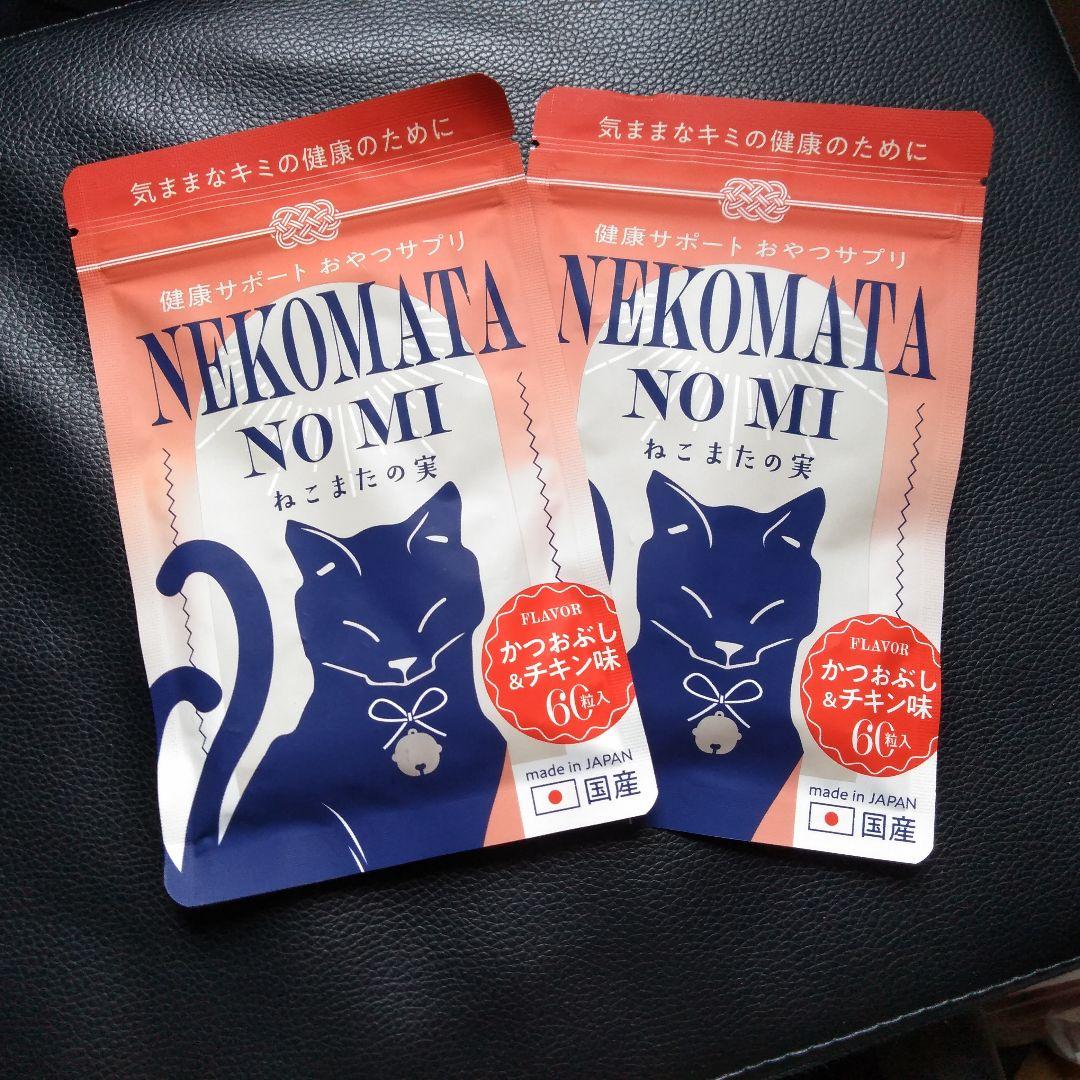 気ままなキミの健康のために
健康サポート おやつサプリ
NEKOMATA
NO MI
ねこまたの実
FLAVOR
かつおぶし
&チキン味
60粒入
made in JAPAN
国産
気ままなキミの健康のために
健康サポート おやつサプリ
NEKOMATA
NO MI
ねこまたの実
FLAVOR
かつおぶし
&チキン味
60粒入
made in JAPAN
国産